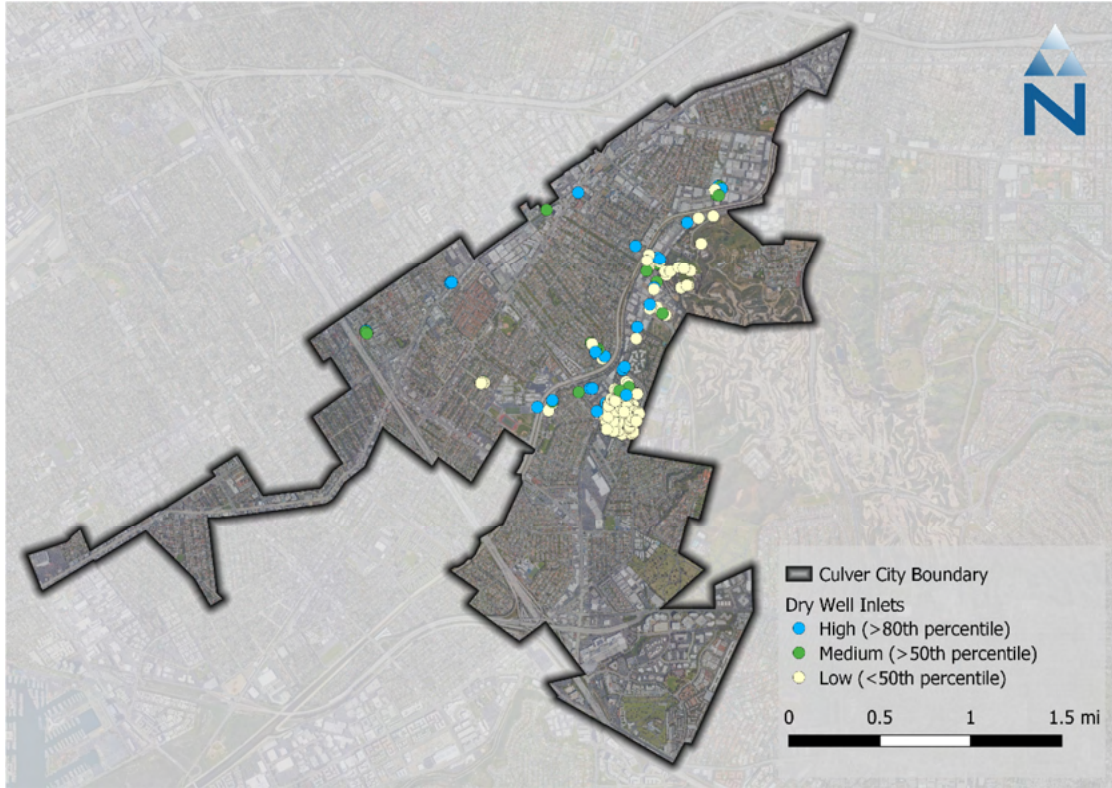 N
Culver City Boundary
Dry Well Inlets
High (>80th percentile)
Medium (>50th percentile)
Low (<50th percentile)
0 0.5 1 1.5 mi